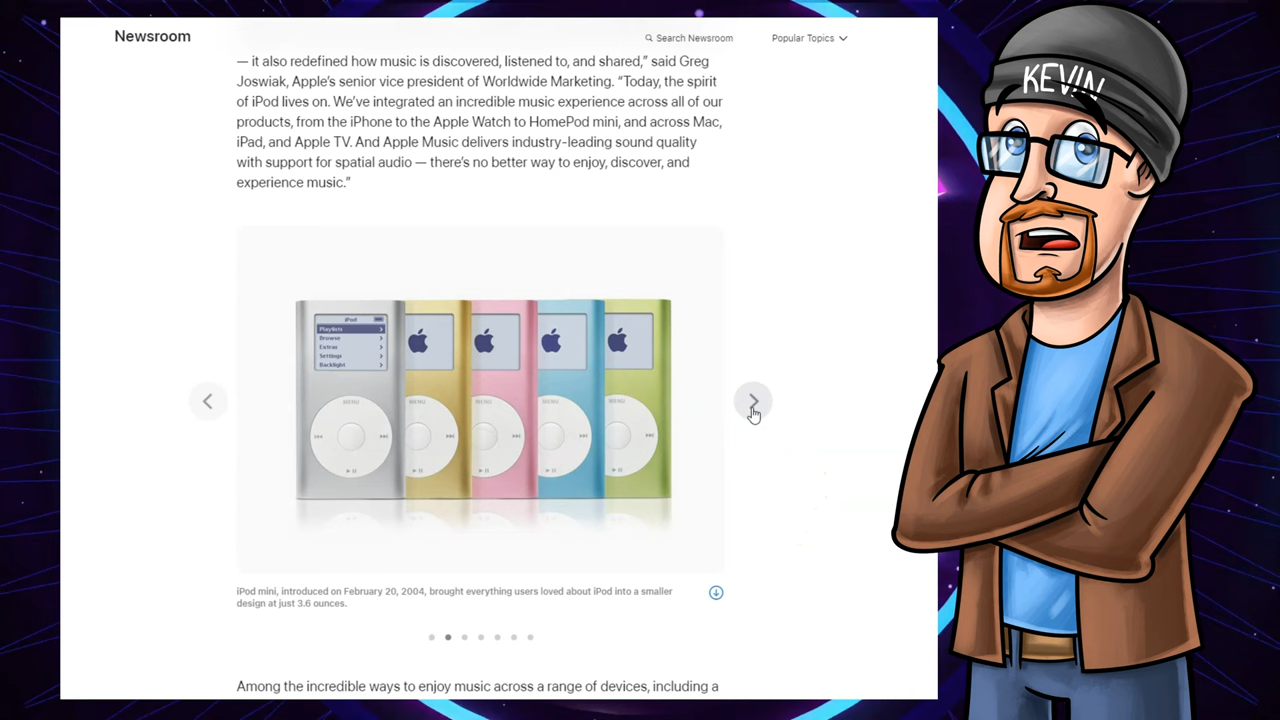 Newsroom
Search Newsroom
Popular Topics
— it also redefined how music is discovered, listened to, and shared,” said Greg
Joswiak, Apple’s senior vice president of Worldwide Marketing. “Today, the spirit
of iPod lives on. We’ve integrated an incredible music experience across all of our
products, from the iPhone to the Apple Watch to HomePod mini, and across Mac,
iPad, and Apple TV. And Apple Music delivers industry-leading sound quality
with support for spatial audio — there’s no better way to enjoy, discover, and
experience music.”
iPod
Playlists
Browse
Extras
Settings
Backlight
MENU
MENU
MENU
MENU
MENU
iPod mini, introduced on February 20, 2004, brought everything users loved about iPod into a smaller
design at just 3.6 ounces.
Among the incredible ways to enjoy music across a range of devices, including a
KEVIN